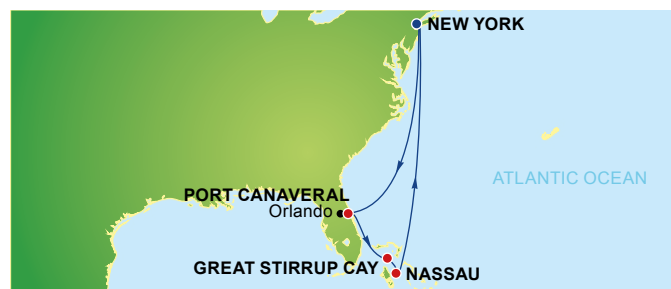 NEW YORK
ATLANTIC OCEAN
PORT CANAVERAL
Orlando
GREAT STIRRUP CAY
NASSAU